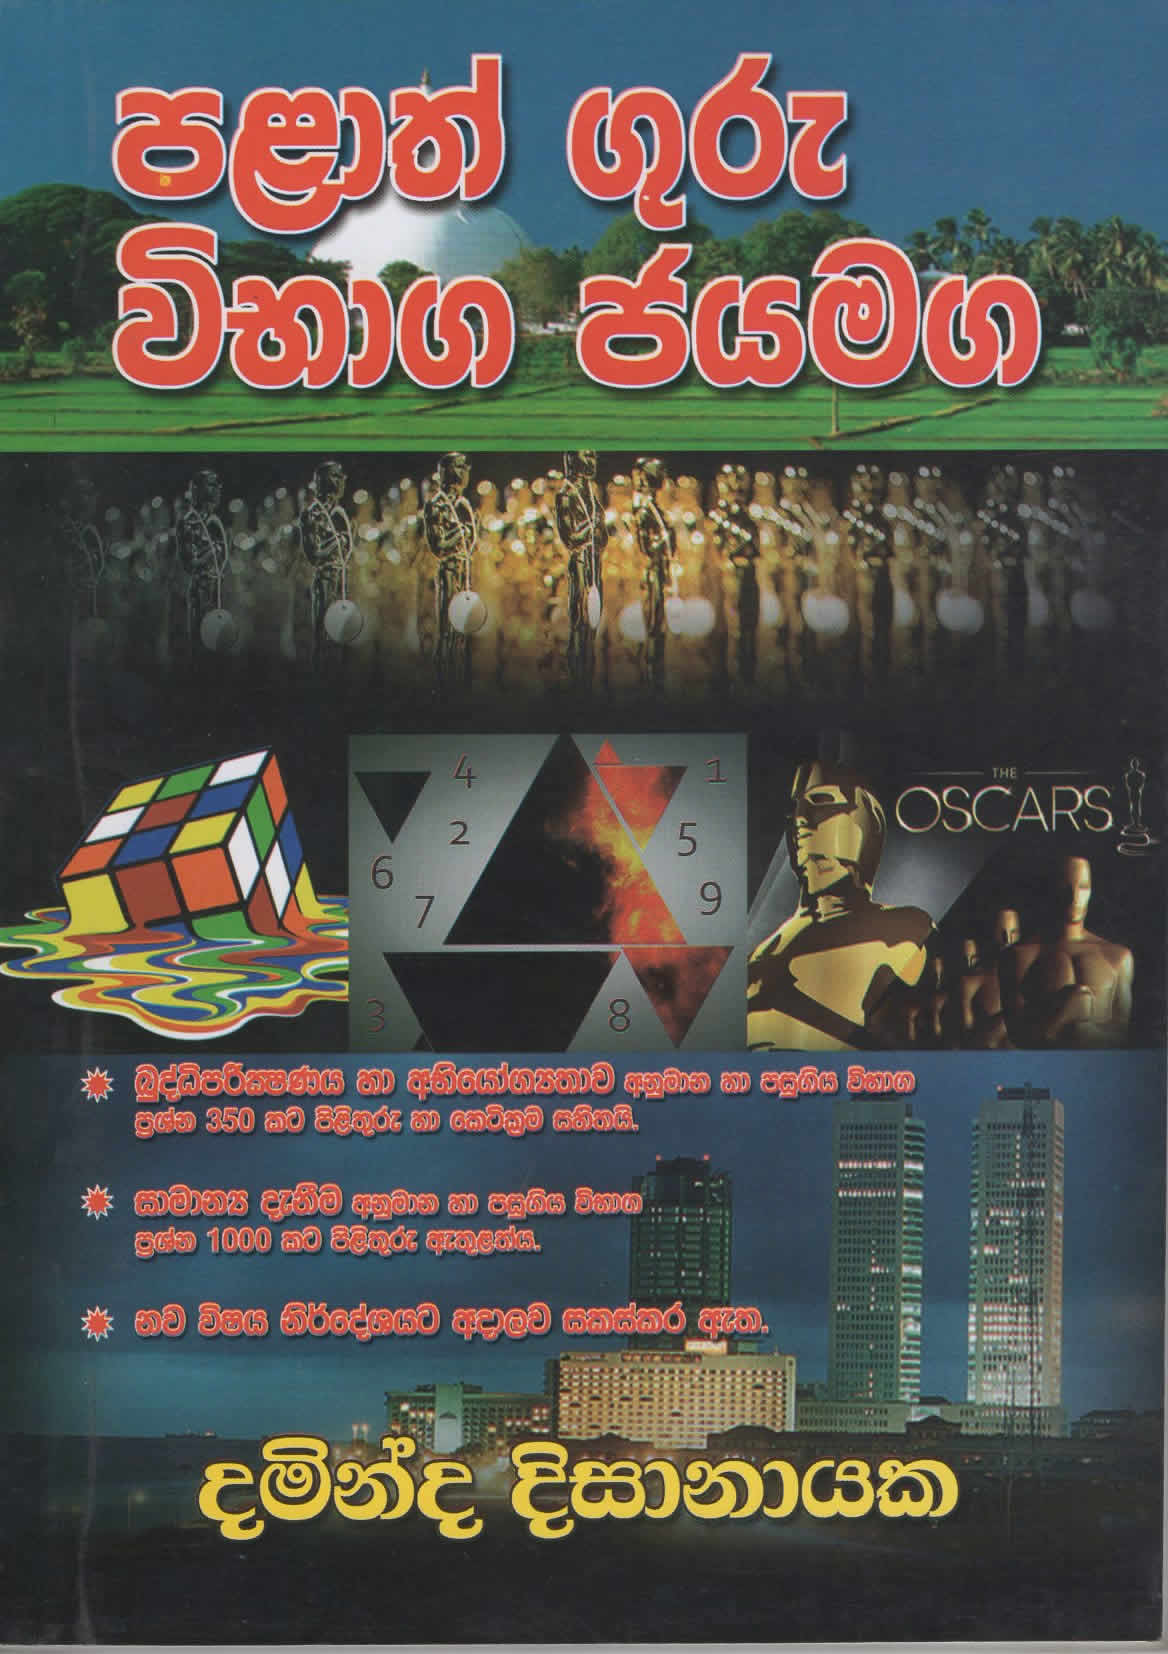 පළාත් ගුරු
විභාග ජයමග
4
1
2
5
6
7
9
3
8
THE
OSCARS
බුද්ධිපරීක්ෂණය හා අභියෝග්‍යතාව අනුමාන හා පසුගිය විභාග
ප්‍රශ්න 350 කට පිළිතුරු හා කෙටික්‍රම සහිතයි.
සාමාන්‍ය දැනීම අනුමාන හා පසුගිය විභාග
ප්‍රශ්න 1000 කට පිළිතුරු ඇතුළත්ය.
නව විෂය නිර්දේශයට අදාලව සකස්කර ඇත.
දමින්ද දිසානායක